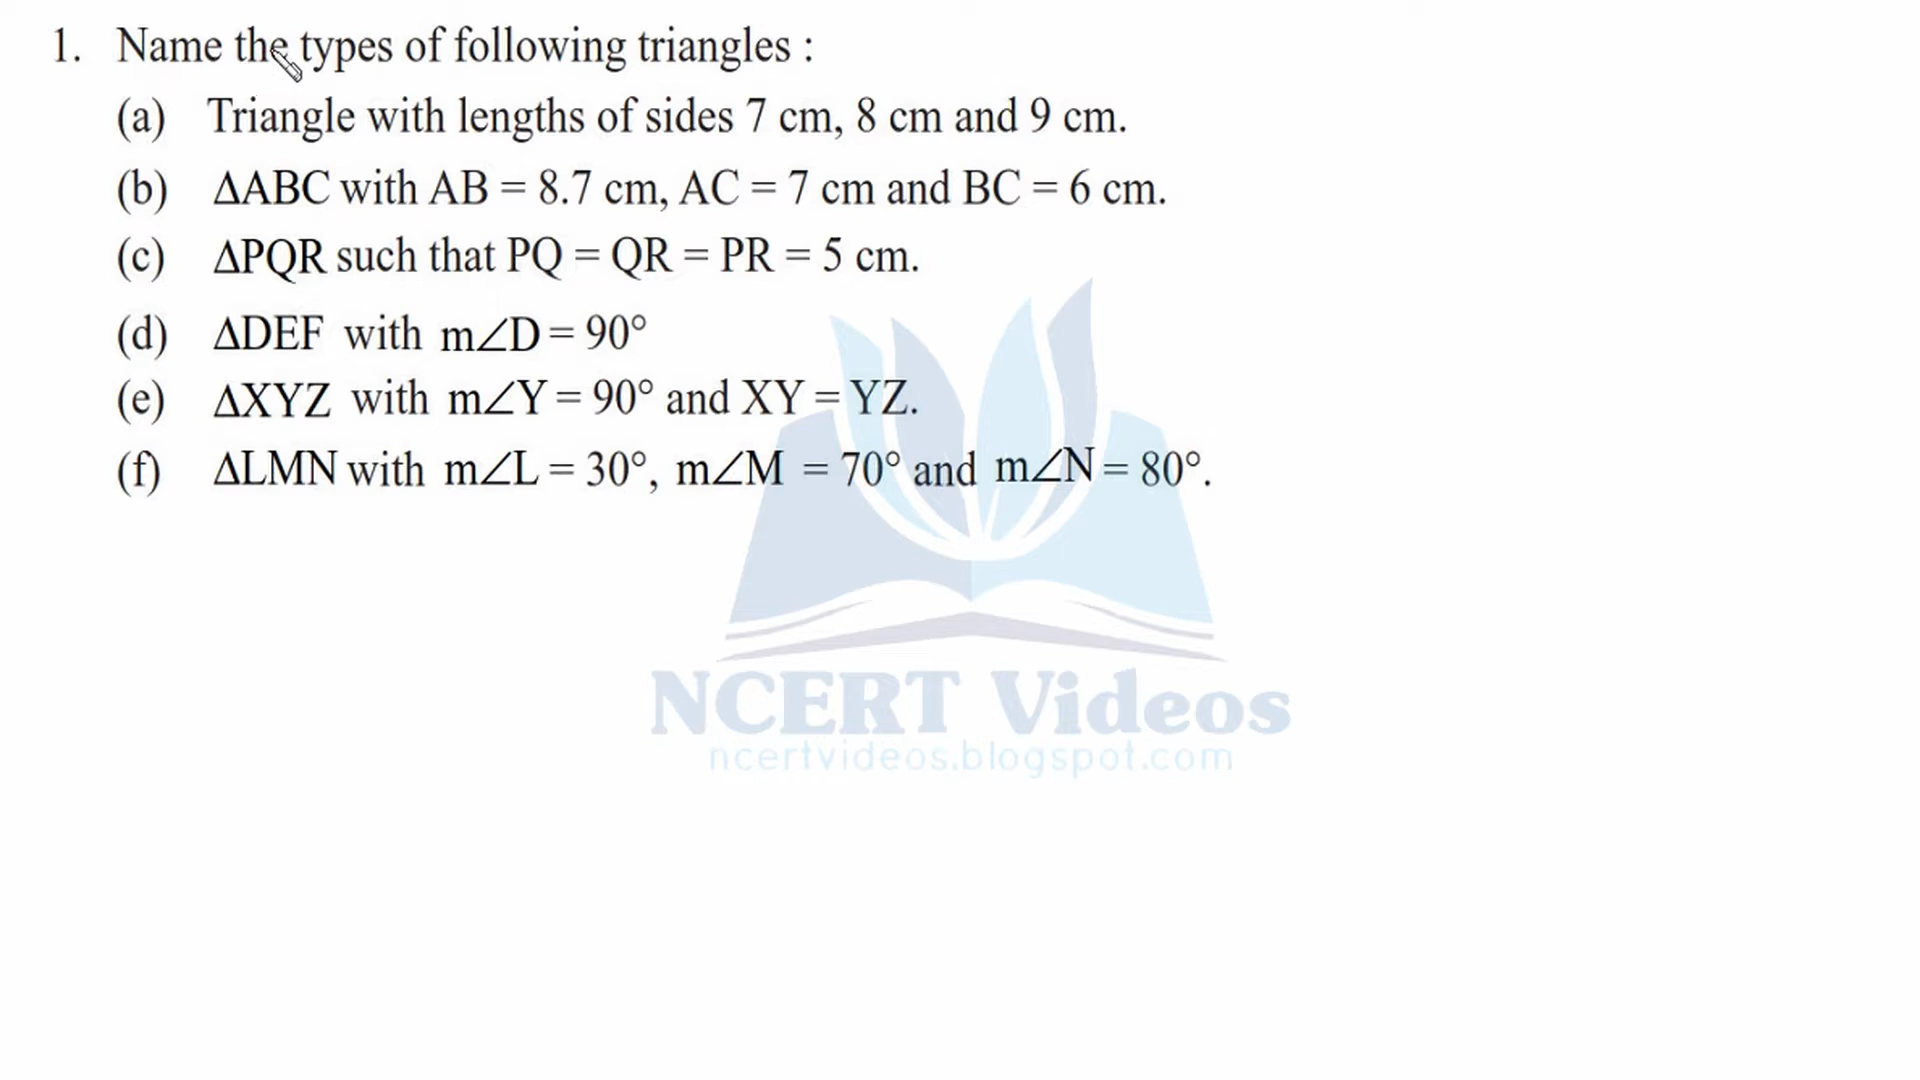 1. Name the types of following triangles :
(a) Triangle with lengths of sides 7 cm, 8 cm and 9 cm.
(b) ΔABC with AB = 8.7 cm, AC = 7 cm and BC = 6 cm.
(c) ΔPQR such that PQ = QR = PR = 5 cm.
(d) ΔDEF with m∠D = 90°
(e) ΔXYZ with m∠Y = 90° and XY = YZ.
(f) ΔLMN with m∠L = 30°, m∠M = 70° and m∠N = 80°.
NCERT Videos
ncertvideos.blogspot.com